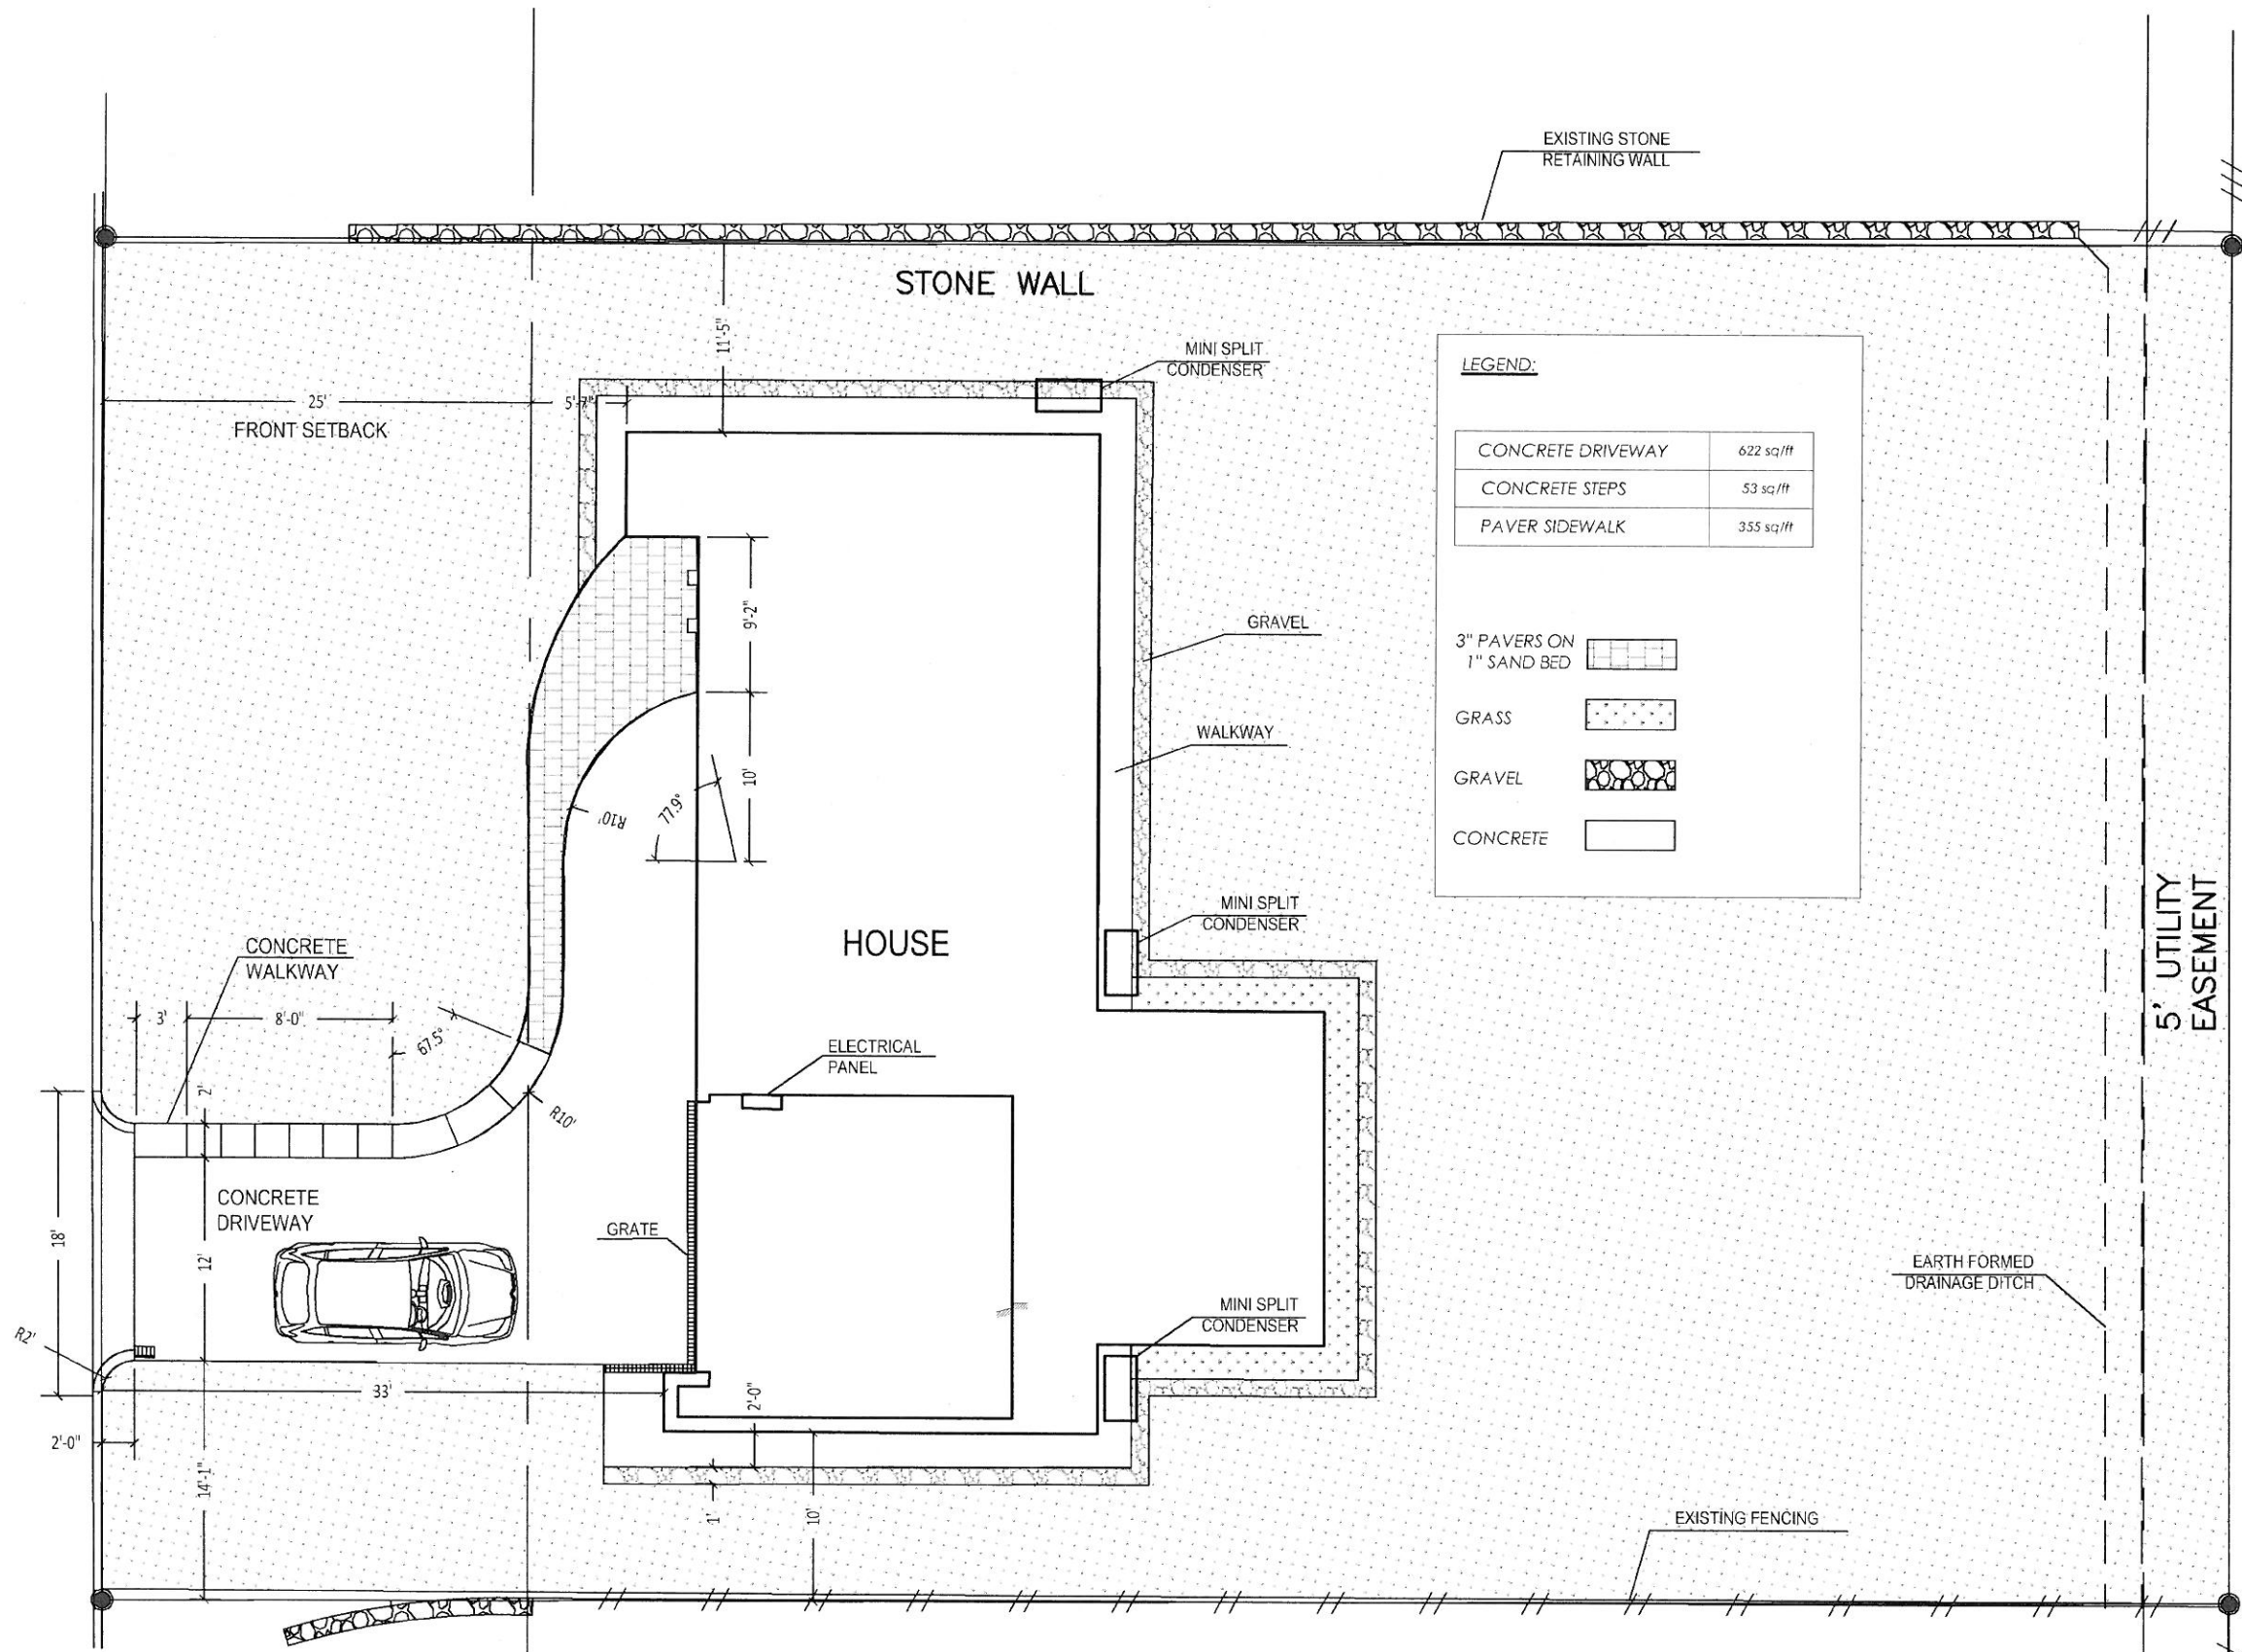 EXISTING STONE
RETAINING WALL
STONE WALL
11'-5"
MINI SPLIT
CONDENSER
25'
5'-7"
FRONT SETBACK
LEGEND:
CONCRETE DRIVEWAY 622 sq/ft
CONCRETE STEPS 53 sq/ft
PAVER SIDEWALK 355 sq/ft
3" PAVERS ON
1" SAND BED
GRASS
GRAVEL
CONCRETE
9'-2"
GRAVEL
WALKWAY
10'
77.9°
R10'
MINI SPLIT
CONDENSER
HOUSE
5' UTILITY
EASEMENT
CONCRETE
WALKWAY
3'
8'-0"
67.5°
ELECTRICAL
PANEL
2'
R10'
CONCRETE
DRIVEWAY
18'
12'
GRATE
EARTH FORMED
DRAINAGE DITCH
MINI SPLIT
CONDENSER
R2'
33'
2'-0"
2'-0"
14'-1"
1'
10'
EXISTING FENCING